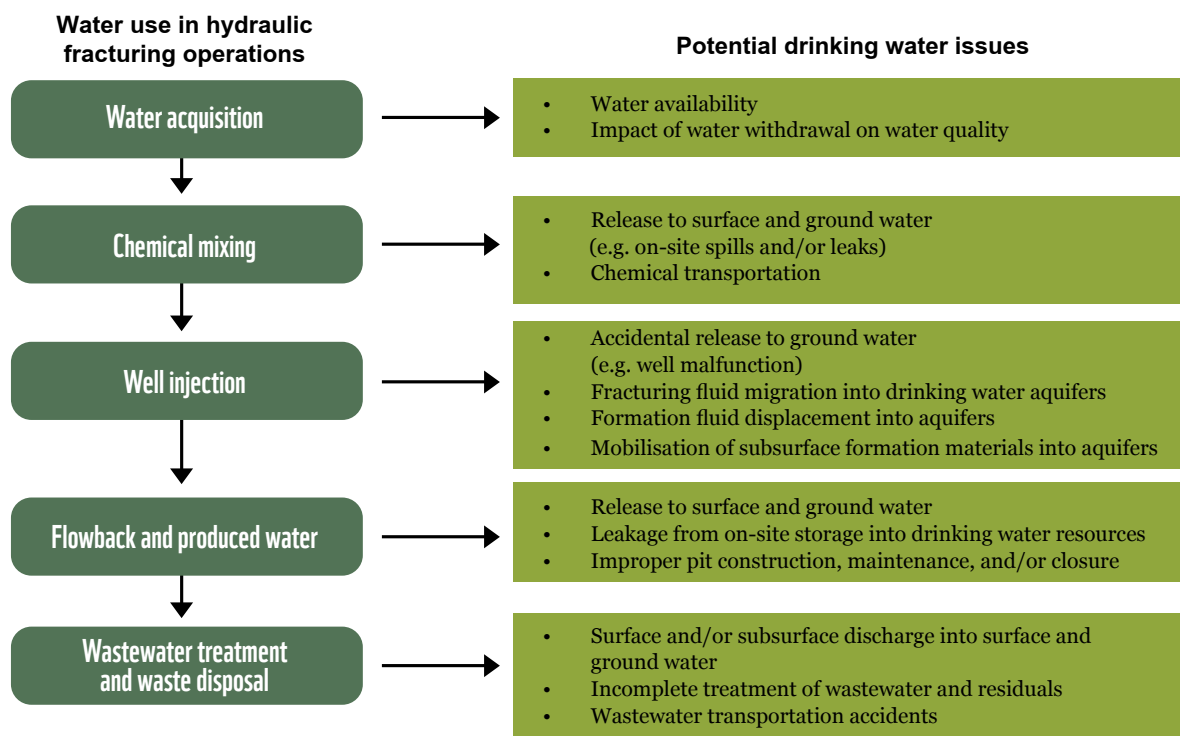 Water use in hydraulic
fracturing operations
Potential drinking water issues
Water acquisition
• Water availability
• Impact of water withdrawal on water quality
Chemical mixing
• Release to surface and ground water
(e.g. on-site spills and/or leaks)
• Chemical transportation
Well injection
• Accidental release to ground water
(e.g. well malfunction)
• Fracturing fluid migration into drinking water aquifers
• Formation fluid displacement into aquifers
• Mobilisation of subsurface formation materials into aquifers
Flowback and produced water
• Release to surface and ground water
• Leakage from on-site storage into drinking water resources
• Improper pit construction, maintenance, and/or closure
Wastewater treatment
and waste disposal
• Surface and/or subsurface discharge into surface and
ground water
• Incomplete treatment of wastewater and residuals
• Wastewater transportation accidents